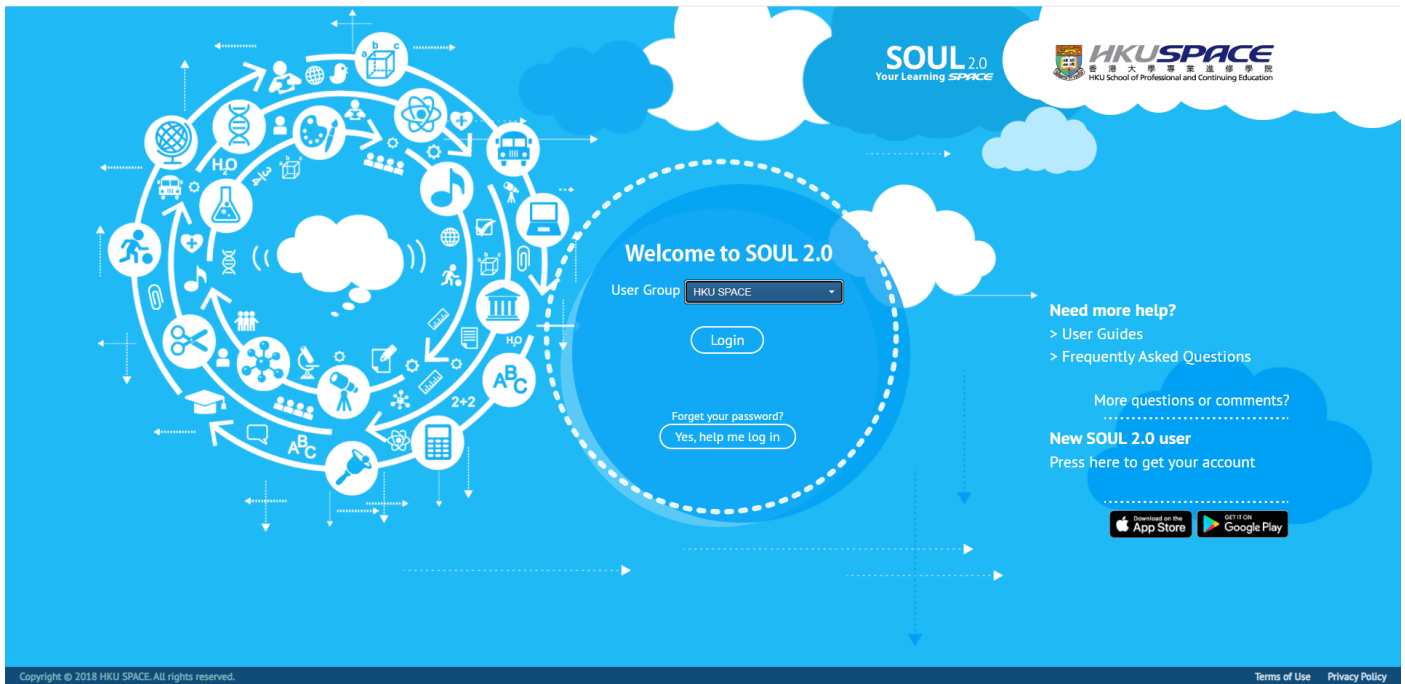 SOUL 2.0
Your Learning SPACE
HKUSPACE
香港大學專業進修學院
HKU School of Professional and Continuing Education
a b c
H₂O
4/3
a b c
Welcome to SOUL 2.0
User Group HKU SPACE
Login
Forget your password?
Yes, help me log in
H₂O
ABC
2+2
ABC
Need more help?
> User Guides
> Frequently Asked Questions
More questions or comments?
New SOUL 2.0 user
Press here to get your account
Download on the
App Store
GET IT ON
Google Play
Copyright © 2018 HKU SPACE. All rights reserved.
Terms of Use Privacy Policy